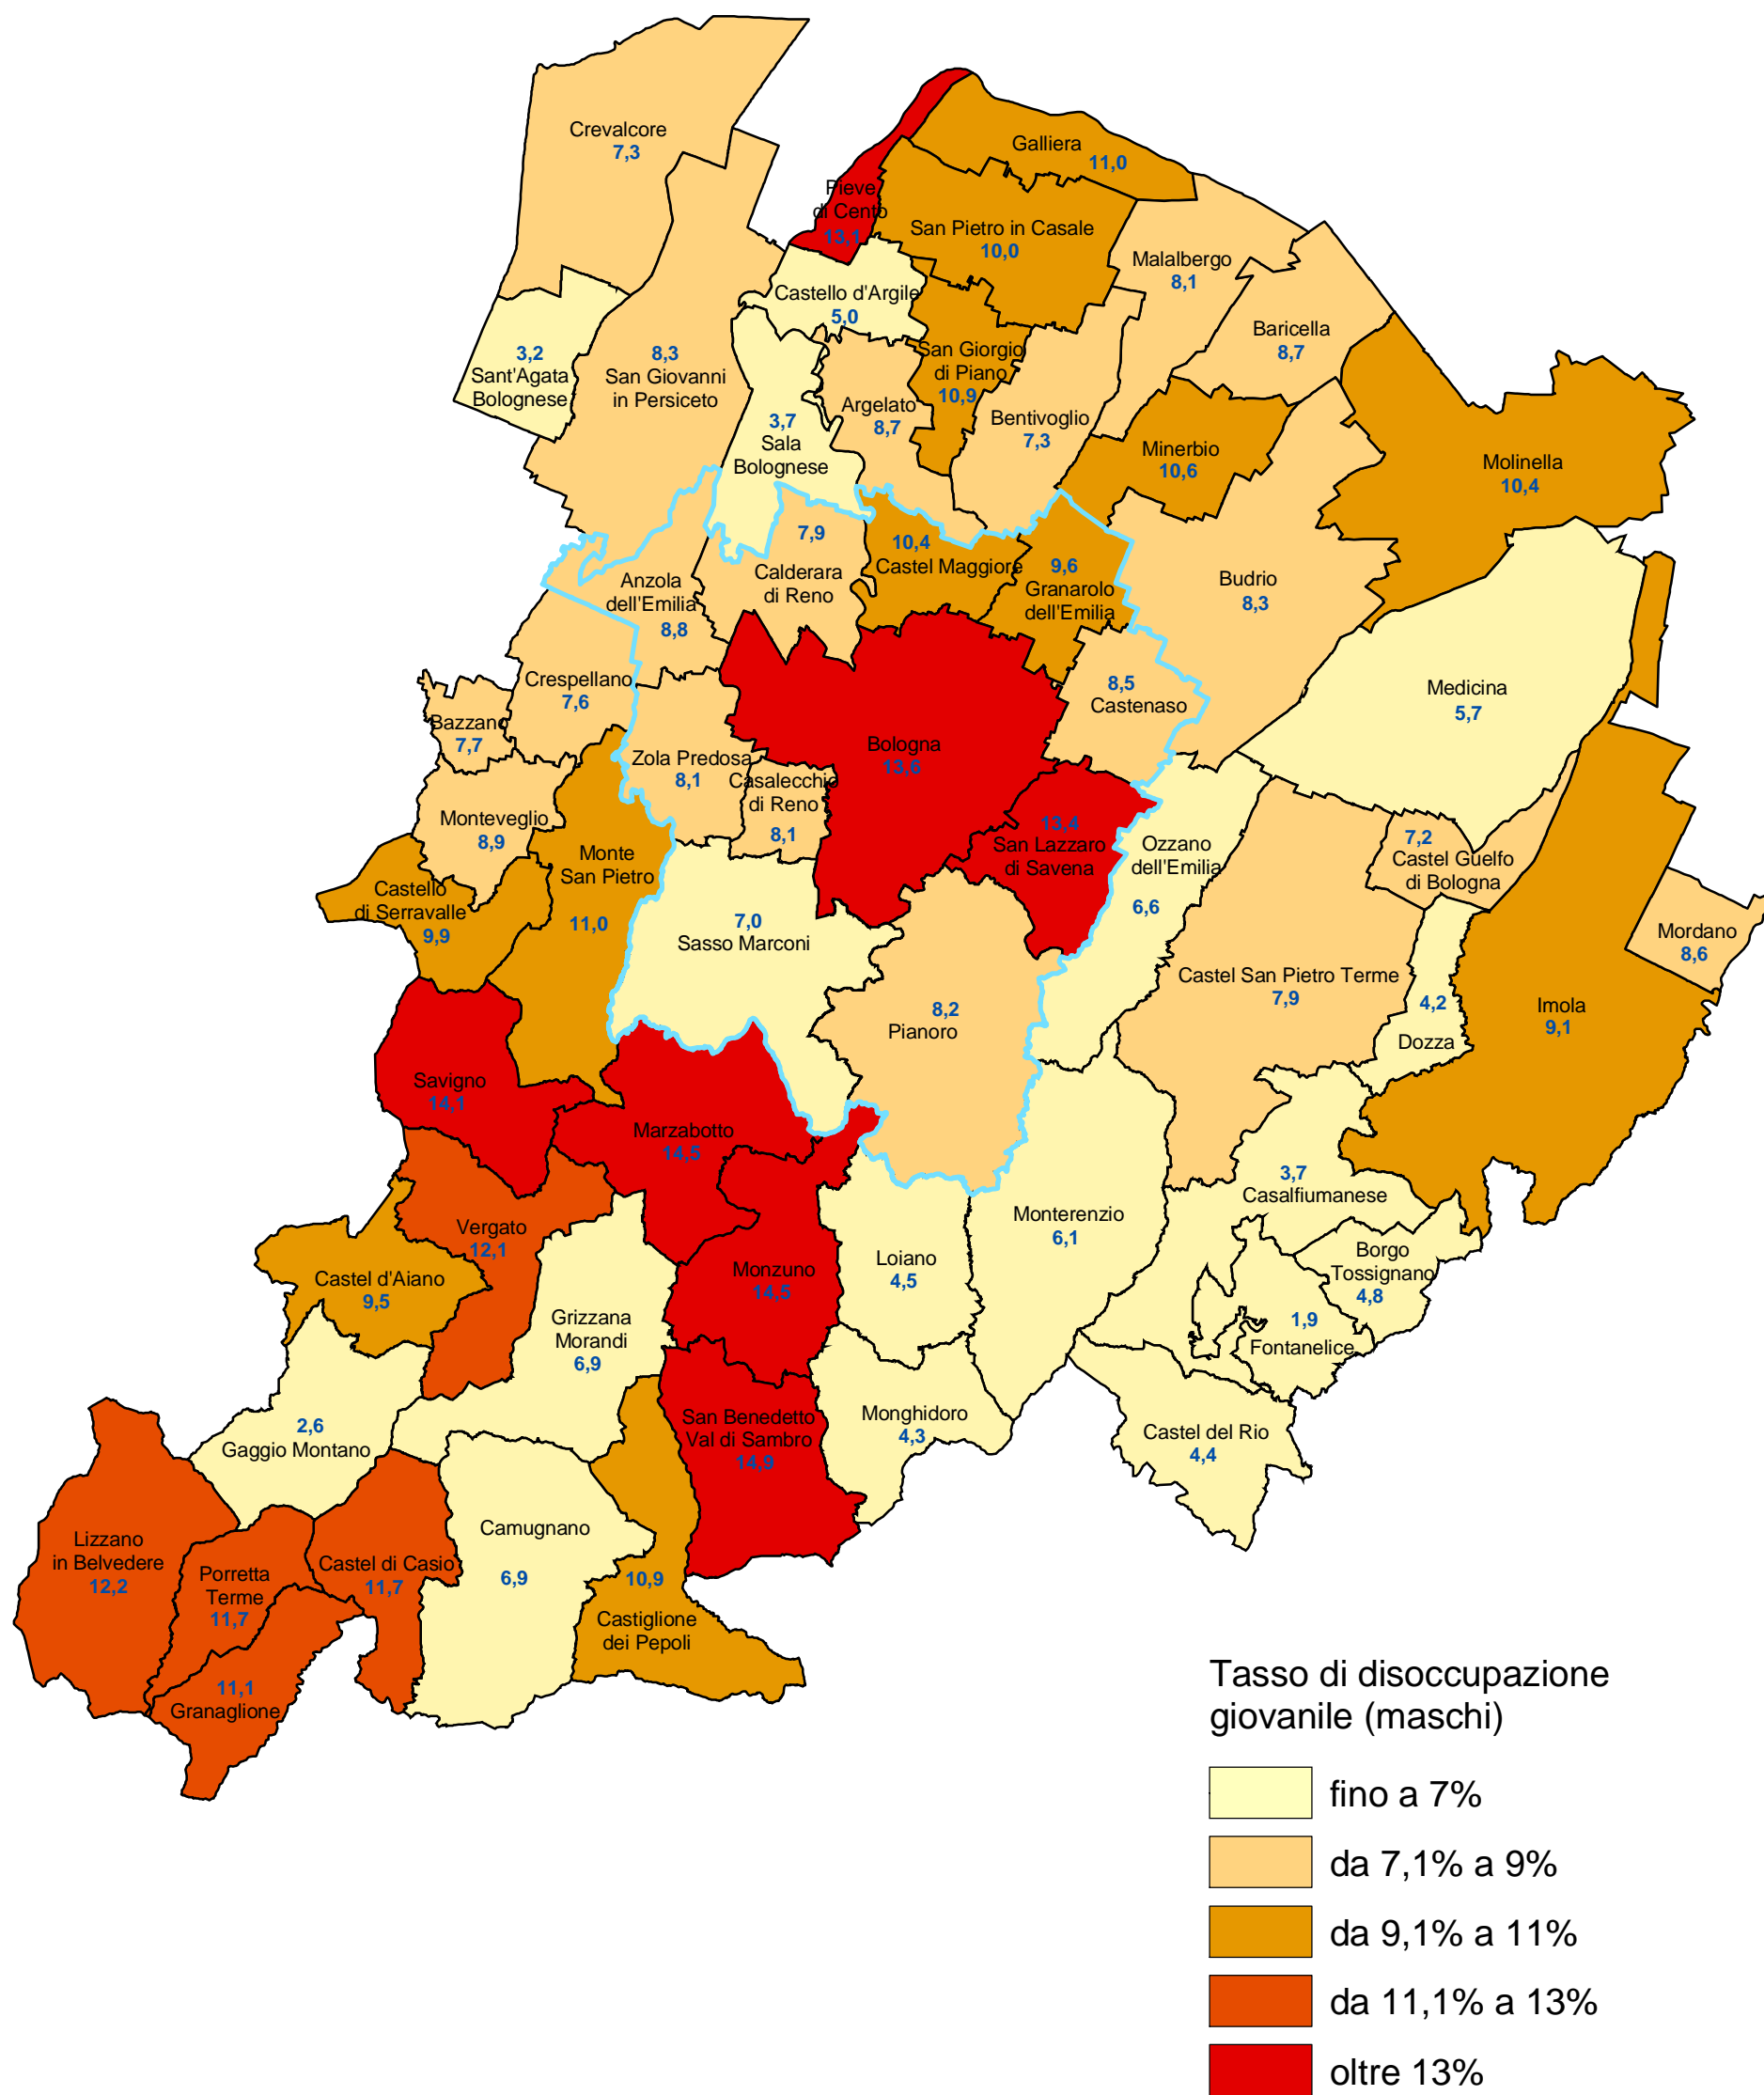 Crevalcore
7,3
Galliera
11,0
Pieve
di Cento
13,1
San Pietro in Casale
10,0
Malalbergo
8,1
Castello d'Argile
5,0
Baricella
8,7
3,2
Sant'Agata
Bolognese
8,3
San Giovanni
in Persiceto
San Giorgio
di Piano
10,9
Argelato
8,7
Bentivoglio
7,3
3,7
Sala
Bolognese
Minerbio
10,6
Molinella
10,4
7,9
Calderara
di Reno
10,4
Castel Maggiore
9,6
Granarolo
dell'Emilia
Budrio
8,3
Anzola
dell'Emilia
8,8
Crespellano
7,6
8,5
Castenaso
Medicina
5,7
Bazzano
7,7
Zola Predosa
8,1
Bologna
13,6
Casalecchio
di Reno
8,1
Monteveglio
8,9
13,4
San Lazzaro
di Savena
Ozzano
dell'Emilia
6,6
7,2
Castel Guelfo
di Bologna
Monte
San Pietro
11,0
Castello
di Serravalle
9,9
7,0
Sasso Marconi
Mordano
8,6
Castel San Pietro Terme
7,9
4,2
Dozza
Imola
9,1
8,2
Pianoro
Savigno
14,1
Marzabotto
14,5
3,7
Casalfiumanese
Monterenzio
6,1
Vergato
12,1
Loiano
4,5
Borgo
Tossignano
4,8
Castel d'Aiano
9,5
Monzuno
14,5
Grizzana
Morandi
6,9
1,9
Fontanelice
2,6
Gaggio Montano
San Benedetto
Val di Sambro
14,9
Monghidoro
4,3
Castel del Rio
4,4
Lizzano
in Belvedere
12,2
Porretta
Terme
11,7
Castel di Casio
11,7
Camugnano
6,9
10,9
Castiglione
dei Pepoli
11,1
Granaglione
Tasso di disoccupazione
giovanile (maschi)
fino a 7%
da 7,1% a 9%
da 9,1% a 11%
da 11,1% a 13%
oltre 13%